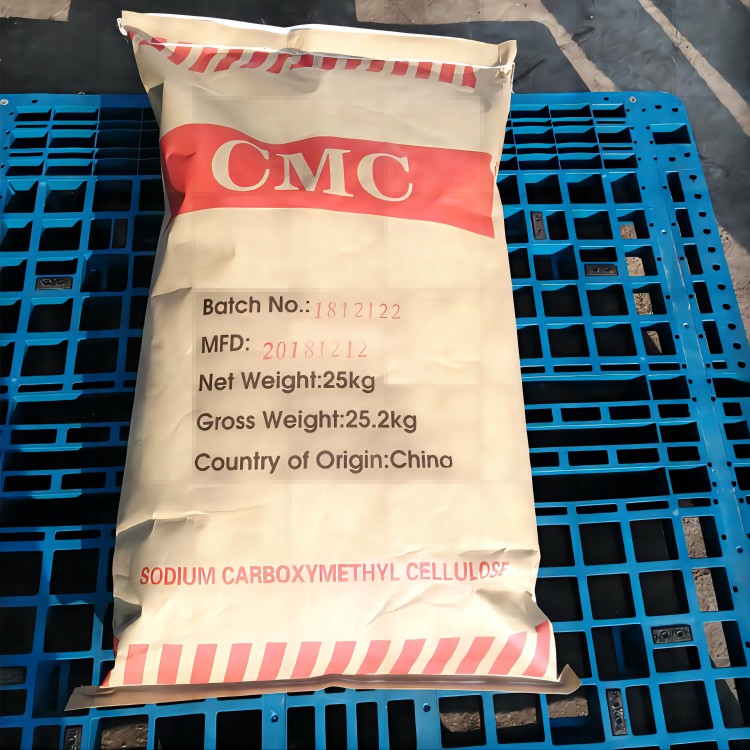 CMC
Batch No.: 1812122
MFD: 20181212
Net Weight:25kg
Gross Weight:25.2kg
Country of Origin:China
SODIUM CARBOXYMETHYL CELLULOSE